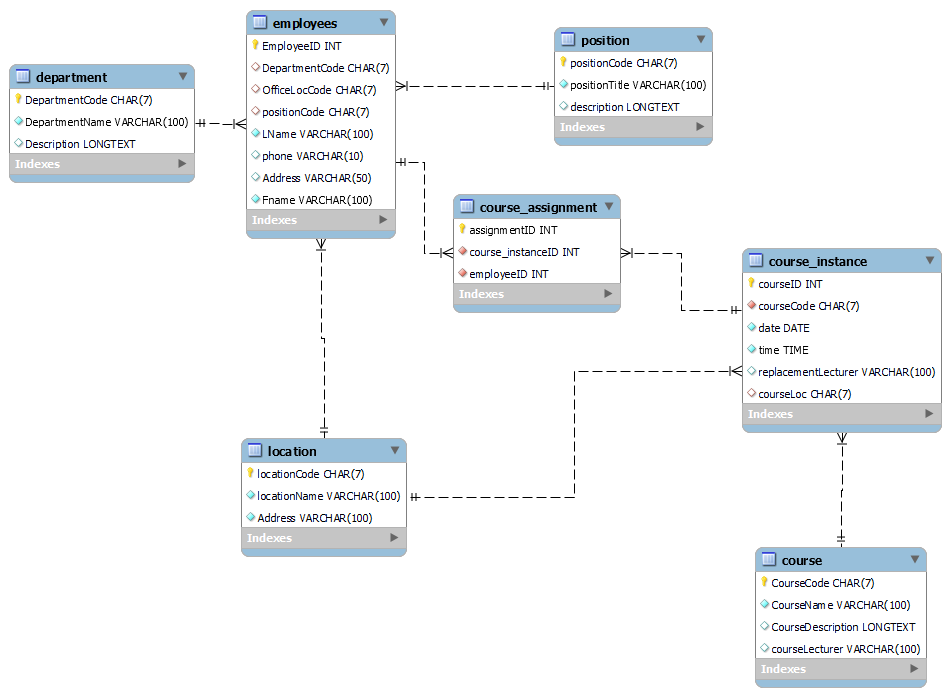 employees
EmployeeID INT
DepartmentCode CHAR(7)
OfficeLocCode CHAR(7)
positionCode CHAR(7)
LName VARCHAR(100)
phone VARCHAR(10)
Address VARCHAR(50)
Fname VARCHAR(100)
Indexes
position
positionCode CHAR(7)
positionTitle VARCHAR(100)
description LONGTEXT
Indexes
department
DepartmentCode CHAR(7)
DepartmentName VARCHAR(100)
Description LONGTEXT
Indexes
course_assignment
assignmentID INT
course_instanceID INT
employeeID INT
Indexes
course_instance
courseID INT
courseCode CHAR(7)
date DATE
time TIME
replacementLecturer VARCHAR(100)
courseLoc CHAR(7)
Indexes
location
locationCode CHAR(7)
locationName VARCHAR(100)
Address VARCHAR(100)
Indexes
course
CourseCode CHAR(7)
CourseName VARCHAR(100)
CourseDescription LONGTEXT
courseLecturer VARCHAR(100)
Indexes